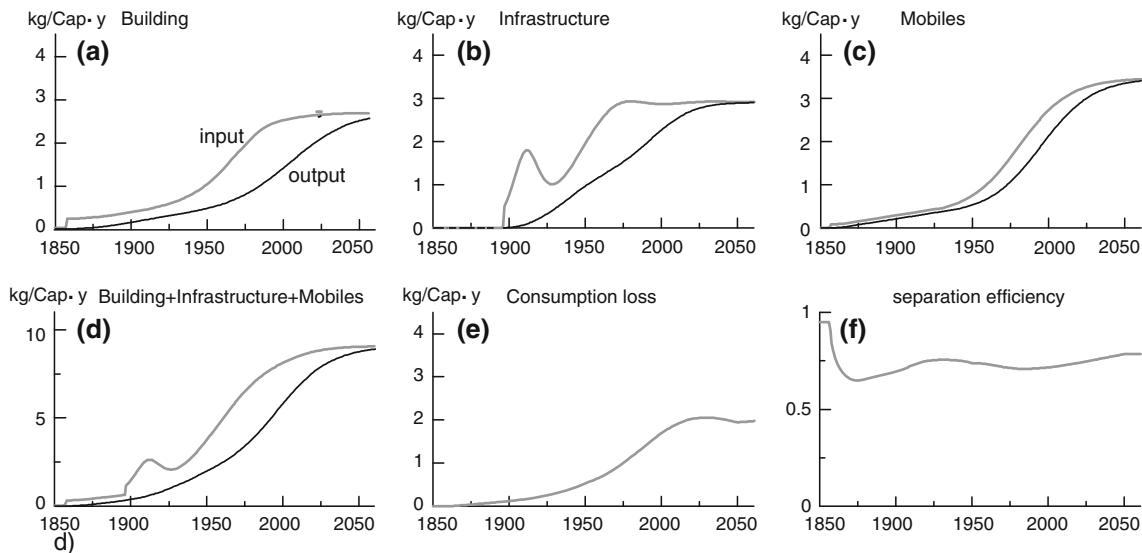 kg/Cap·y Building
(a)
4
3
2
1
0
input
output
1850 1900 1950 2000 2050
kg/Cap·y Infrastructure
(b)
4
3
2
1
0
1850 1900 1950 2000 2050
kg/Cap·y Mobiles
(c)
4
3
2
1
0
1850 1900 1950 2000 2050
kg/Cap·y Building+Infrastructure+Mobiles
(d)
10
5
0
1850 1900 1950 2000 2050
d)
kg/Cap·y Consumption loss
(e)
4
3
2
1
0
1850 1900 1950 2000 2050
separation efficiency
(f)
1
0.5
0
1850 1900 1950 2000 2050